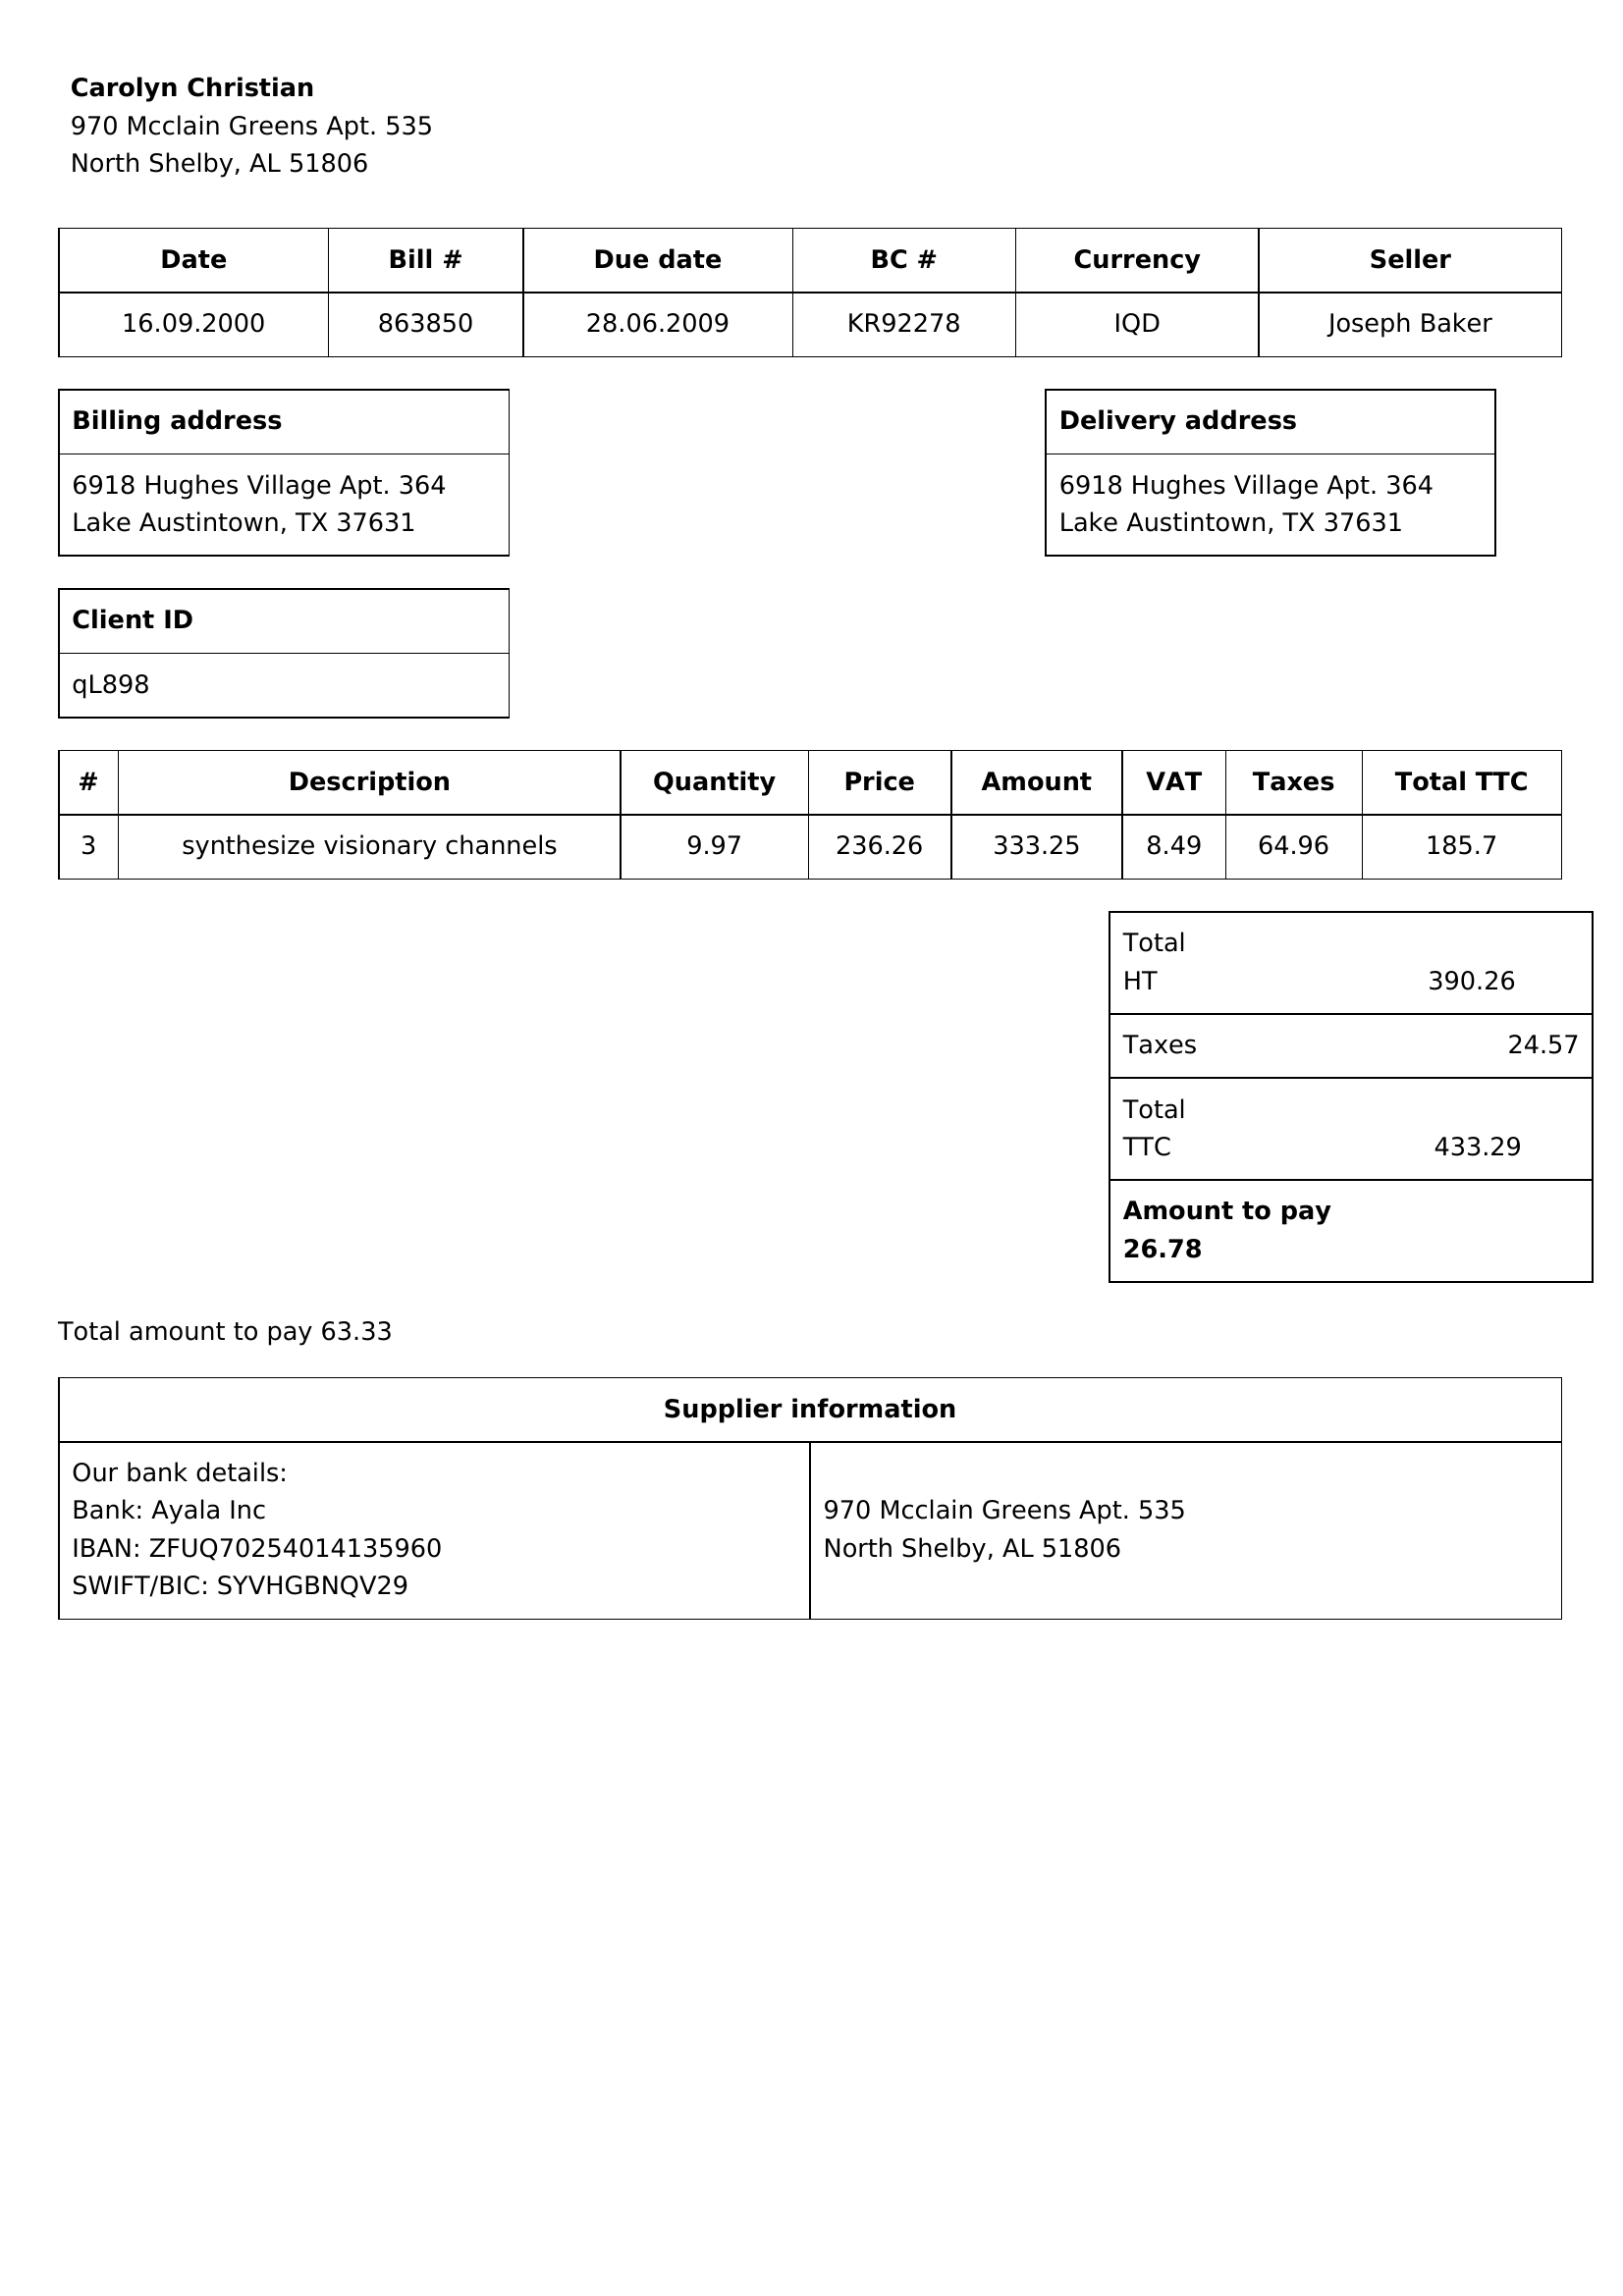 Carolyn Christian
970 Mcclain Greens Apt. 535
North Shelby, AL 51806
Date Bill # Due date BC # Currency Seller
16.09.2000 863850 28.06.2009 KR92278 IQD Joseph Baker
Billing address
6918 Hughes Village Apt. 364
Lake Austintown, TX 37631
Delivery address
6918 Hughes Village Apt. 364
Lake Austintown, TX 37631
Client ID
qL898
# Description Quantity Price Amount VAT Taxes Total TTC
3 synthesize visionary channels 9.97 236.26 333.25 8.49 64.96 185.7
Total
HT 390.26
Taxes 24.57
Total
TTC 433.29
Amount to pay
26.78
Total amount to pay 63.33
Supplier information
Our bank details:
Bank: Ayala Inc
IBAN: ZFUQ70254014135960
SWIFT/BIC: SYVHGBNQV29
970 Mcclain Greens Apt. 535
North Shelby, AL 51806